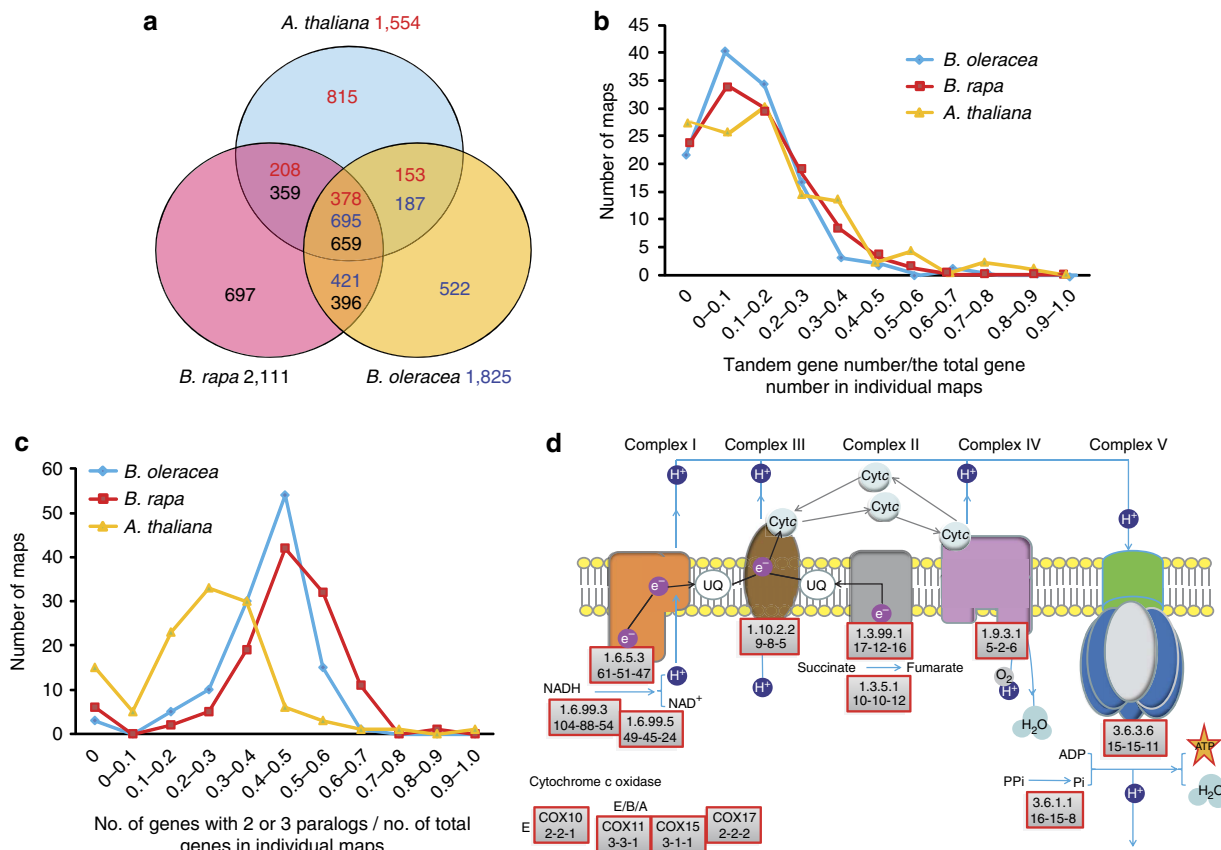 a
A. thaliana 1,554
815
208
359
153
187
378
695
659
421
396
697
522
B. rapa 2,111
B. oleracea 1,825
b
Number of maps
45
40
35
30
25
20
15
10
5
0
B. oleracea
B. rapa
A. thaliana
0
0–0.1
0.1–0.2
0.2–0.3
0.3–0.4
0.4–0.5
0.5–0.6
0.6–0.7
0.7–0.8
0.8–0.9
0.9–1.0
Tandem gene number/the total gene
number in individual maps
c
Number of maps
60
50
40
30
20
10
0
B. oleracea
B. rapa
A. thaliana
0
0–0.1
0.1–0.2
0.2–0.3
0.3–0.4
0.4–0.5
0.5–0.6
0.6–0.7
0.7–0.8
0.8–0.9
0.9–1.0
No. of genes with 2 or 3 paralogs / no. of total
genes in individual maps
d
Complex I
Complex III
Complex II
Complex IV
Complex V
H+
H+
H+
H+
Cytc
Cytc
Cytc
Cytc
e−
e−
e−
e−
UQ
UQ
1.6.5.3
61-51-47
1.10.2.2
9-8-5
1.3.99.1
17-12-16
1.9.3.1
5-2-6
Succinate
Fumarate
1.3.5.1
10-10-12
NADH
NAD+
H+
H+
1.6.99.3
104-88-54
1.6.99.5
49-45-24
O2
H+
H2O
3.6.3.6
15-15-11
ADP
ATP
PPi
Pi
H2O
H+
3.6.1.1
16-15-8
Cytochrome c oxidase
E/B/A
E
COX10
2-2-1
COX11
3-3-1
COX15
3-1-1
COX17
2-2-2